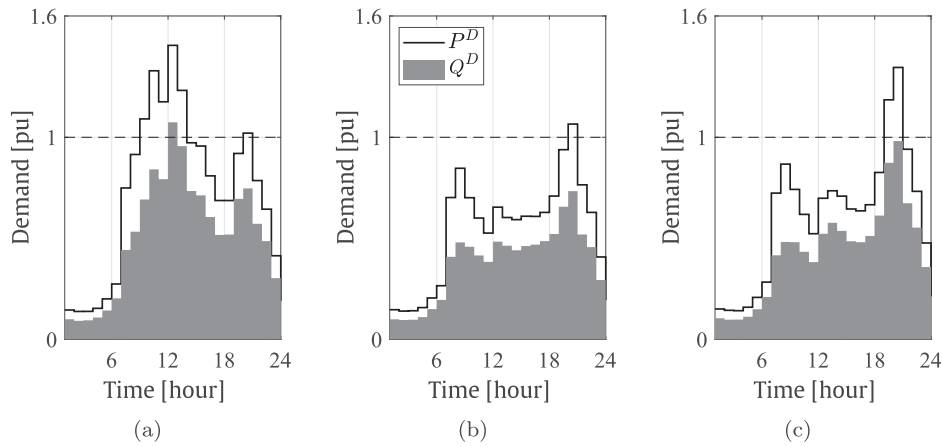 1.6
1
0
Demand [pu]
6 12 18 24
Time [hour]
(a)
1.6
1
0
Demand [pu]
P^D
Q^D
6 12 18 24
Time [hour]
(b)
1.6
1
0
Demand [pu]
6 12 18 24
Time [hour]
(c)